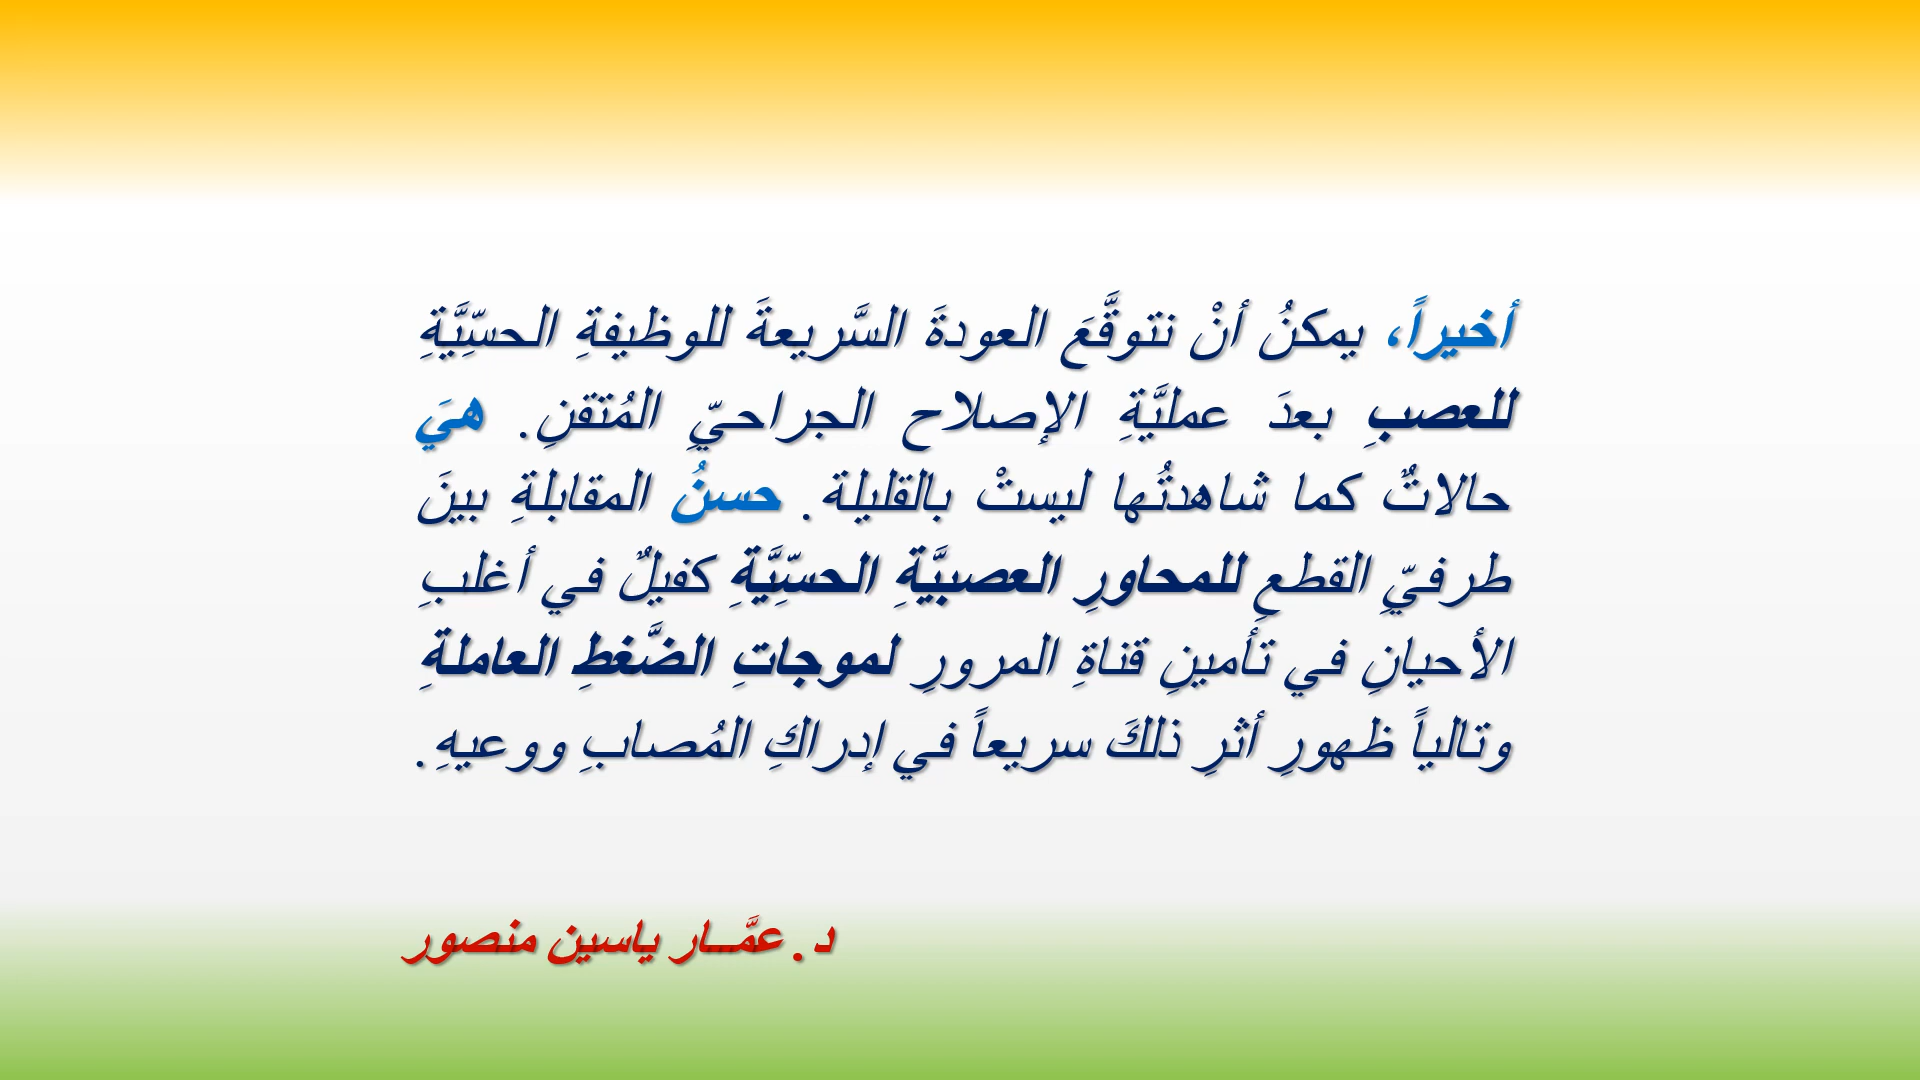 أخيراً، يمكنُ أنْ نتوقَّعَ العودةَ السَّريعةَ للوظيفةِ الحسِّيَّةِ
للعصبِ بعدَ عمليَّةِ الإصلاح الجراحيِّ المُتقنِ. هيَ
حالاتٌ كما شاهدتُها ليستْ بالقليلة. حسنُ المقابلةِ بينَ
طرفيِّ القطعِ للمحاورِ العصبيَّةِ الحسِّيَّةِ كفيلٌ في أغلبِ
الأحيانِ في تأمينِ قناةِ المرورِ لموجاتِ الضَّغطِ العاملةِ
وتالياً ظهورِ أثرِ ذلكَ سريعاً في إدراكِ المُصابِ ووعيهِ.
د. عمَّـــار ياسين منصور